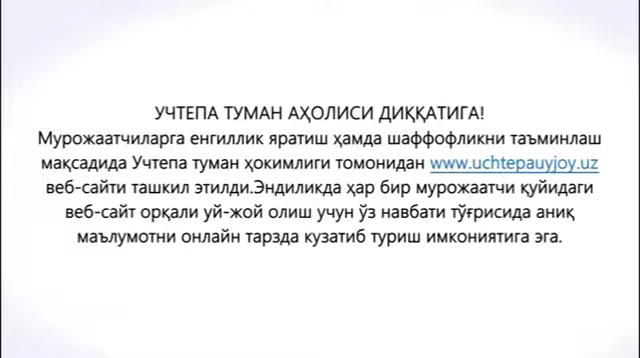 УЧТЕПА ТУМАН АҲОЛИСИ ДИҚҚАТИГА!
Мурожаатчиларга енгиллик яратиш ҳамда шаффофликни таъминлаш
мақсадида Учтепа туман ҳокимлиги томонидан www.uchtepauyjoy.uz
веб-сайти ташкил этилди.Эндиликда ҳар бир мурожаатчи қуйидаги
веб-сайт орқали уй-жой олиш учун ўз навбати тўғрисида аниқ
маълумотни онлайн тарзда кузатиб туриш имкониятига эга.